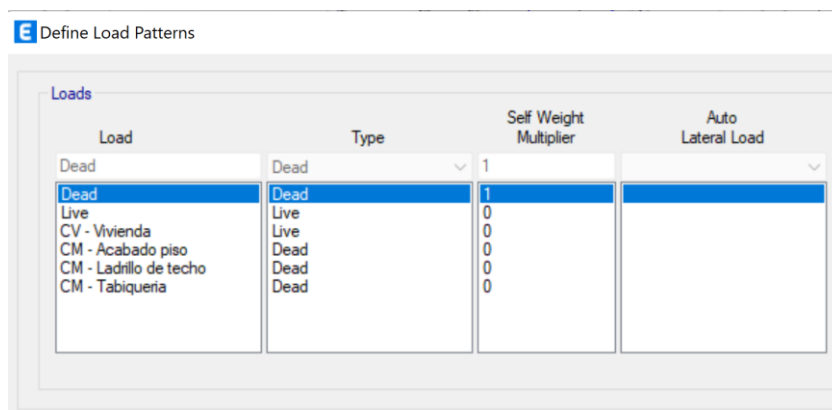 E Define Load Patterns
Loads
Load Type Self Weight Multiplier Auto Lateral Load
Dead Dead 1
Dead Dead 1
Live Live 0
CV - Vivienda Live 0
CM - Acabado piso Dead 0
CM - Ladrillo de techo Dead 0
CM - Tabiqueria Dead 0